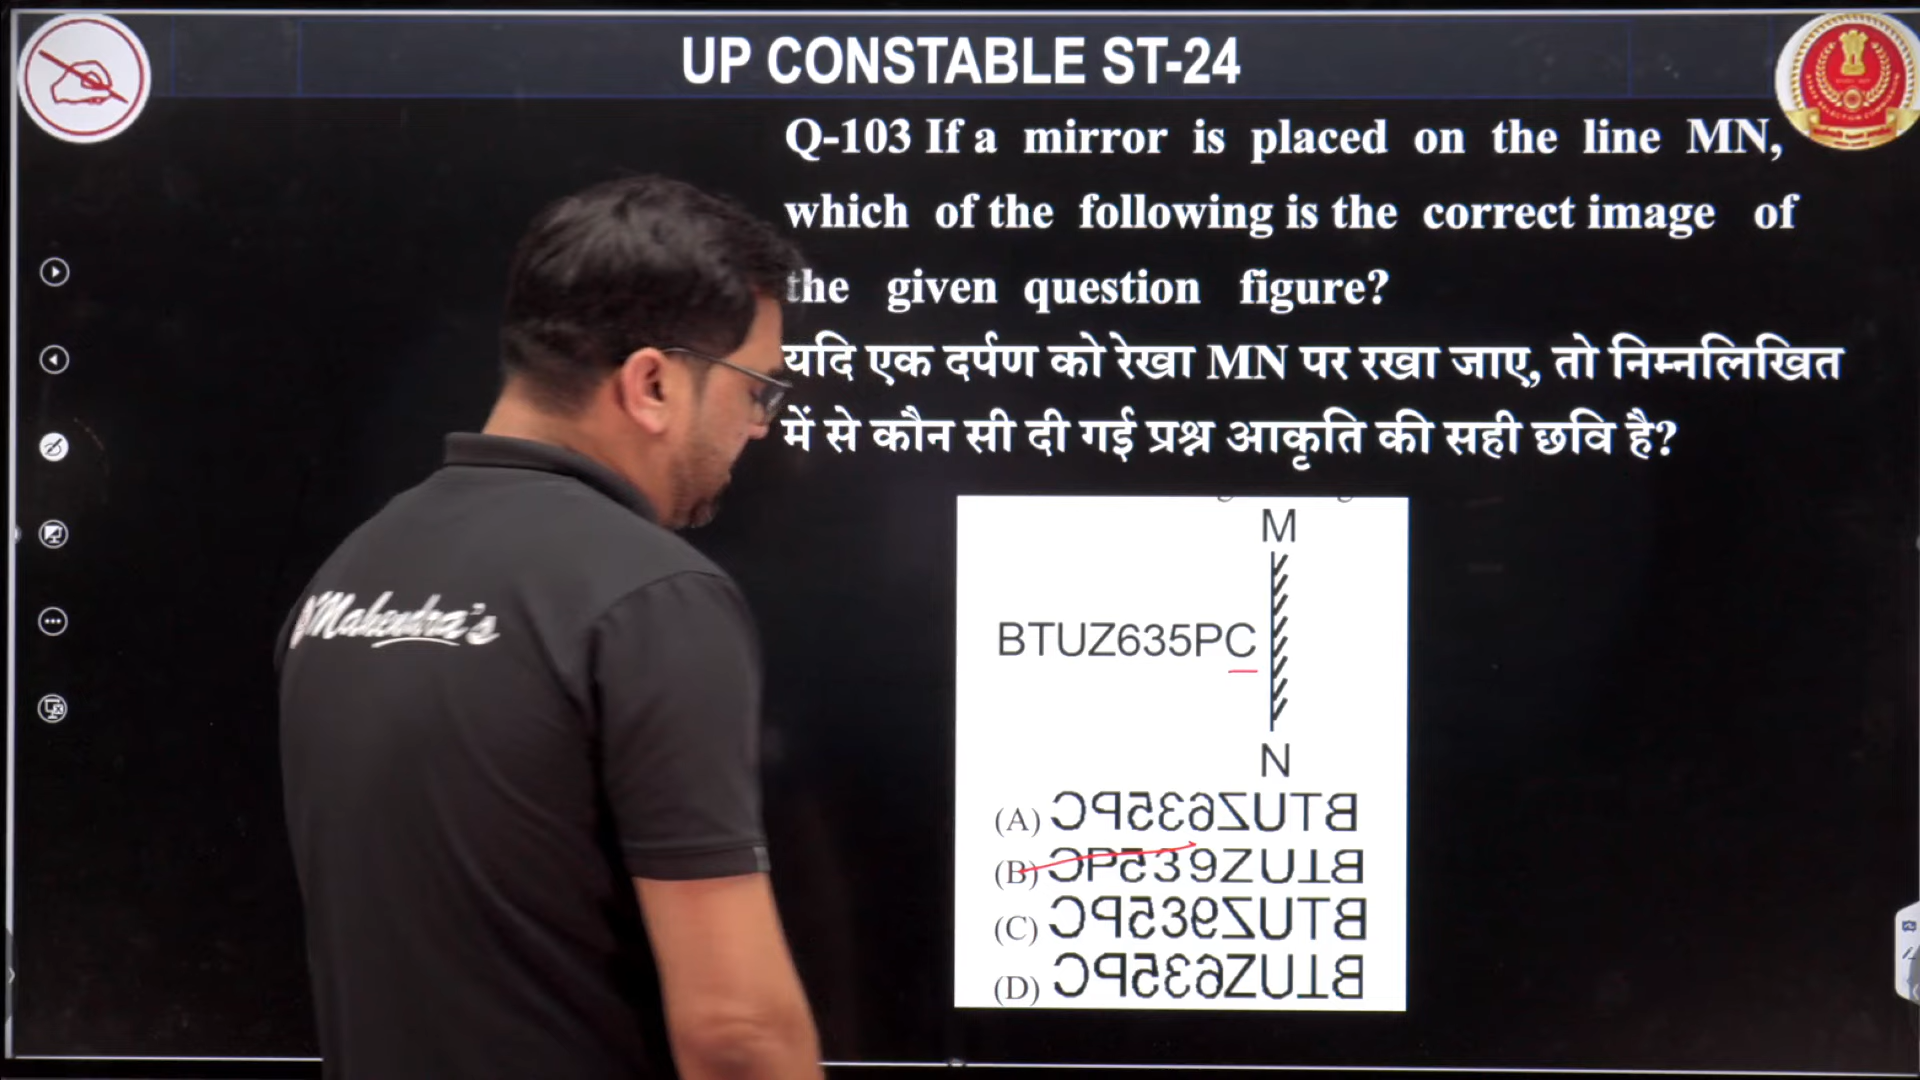 UP CONSTABLE ST-24
Q-103 If a mirror is placed on the line MN,
which of the following is the correct image of
the given question figure?
यदि एक दर्पण को रेखा MN पर रखा जाए, तो निम्नलिखित
में से कौन सी दी गई प्रश्न आकृति की सही छवि है?
M
BTUZ635PC
N
(A)
(B)
(C)
(D)
Mahendra's